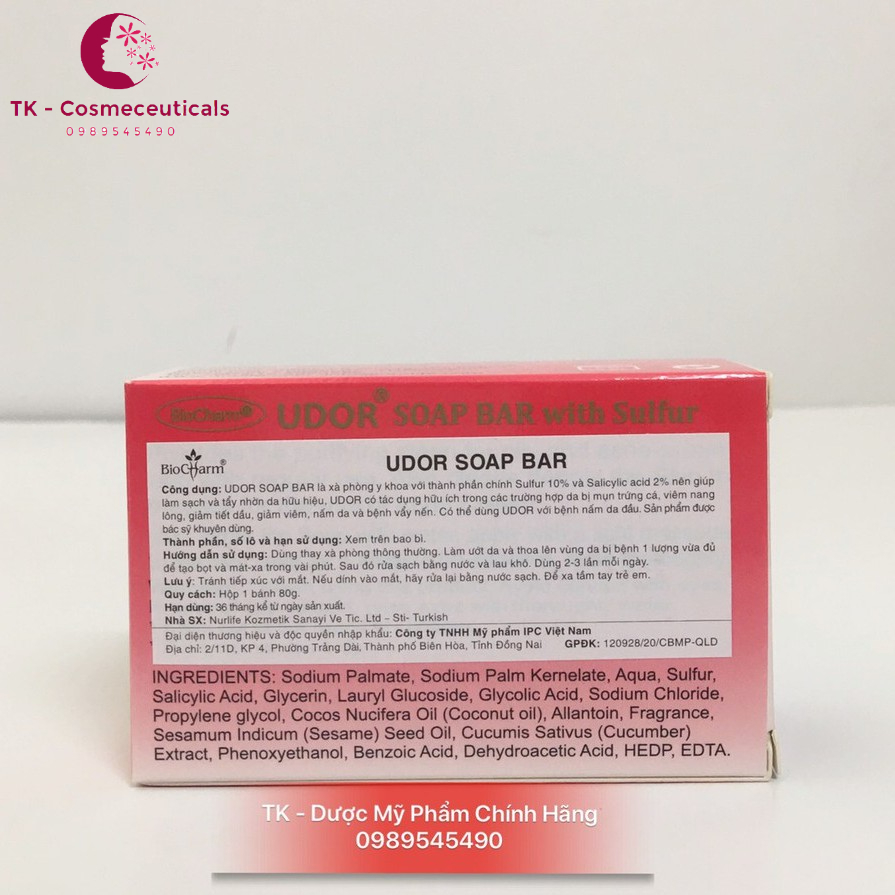 TK - Cosmeceuticals
0989545490
BioCharm®
UDOR® SOAP BAR with Sulfur
BioCharm®
UDOR SOAP BAR
Công dụng: UDOR SOAP BAR là xà phòng y khoa với thành phần chính Sulfur 10% và Salicylic acid 2% nên giúp
làm sạch và tẩy nhờn da hữu hiệu, UDOR có tác dụng hữu ích trong các trường hợp da bị mụn trứng cá, viêm nang
lông, giảm tiết dầu, giảm viêm, nấm da và bệnh vẩy nến. Có thể dùng UDOR với bệnh nấm da đầu. Sản phẩm được
bác sỹ khuyên dùng.
Thành phần, số lô và hạn sử dụng: Xem trên bao bì.
Hướng dẫn sử dụng: Dùng thay xà phòng thông thường. Làm ướt da và thoa lên vùng da bị bệnh 1 lượng vừa đủ
để tạo bọt và mát-xa trong vài phút. Sau đó rửa sạch bằng nước và lau khô. Dùng 2-3 lần mỗi ngày.
Lưu ý: Tránh tiếp xúc với mắt. Nếu dính vào mắt, hãy rửa lại bằng nước sạch. Để xa tầm tay trẻ em.
Quy cách: Hộp 1 bánh 80g.
Hạn dùng: 36 tháng kể từ ngày sản xuất.
Nhà SX: Nurlife Kozmetik Sanayi Ve Tic. Ltd - Sti- Turkish
Đại diện thương hiệu và độc quyền nhập khẩu: Công ty TNHH Mỹ phẩm IPC Việt Nam
Địa chỉ: 2/11D, KP 4, Phường Trảng Dài, Thành phố Biên Hòa, Tỉnh Đồng Nai GPĐK: 120928/20/CBMP-QLD
INGREDIENTS: Sodium Palmate, Sodium Palm Kernelate, Aqua, Sulfur,
Salicylic Acid, Glycerin, Lauryl Glucoside, Glycolic Acid, Sodium Chloride,
Propylene glycol, Cocos Nucifera Oil (Coconut oil), Allantoin, Fragrance,
Sesamum Indicum (Sesame) Seed Oil, Cucumis Sativus (Cucumber)
Extract, Phenoxyethanol, Benzoic Acid, Dehydroacetic Acid, HEDP, EDTA.
TK - Dược Mỹ Phẩm Chính Hãng
0989545490